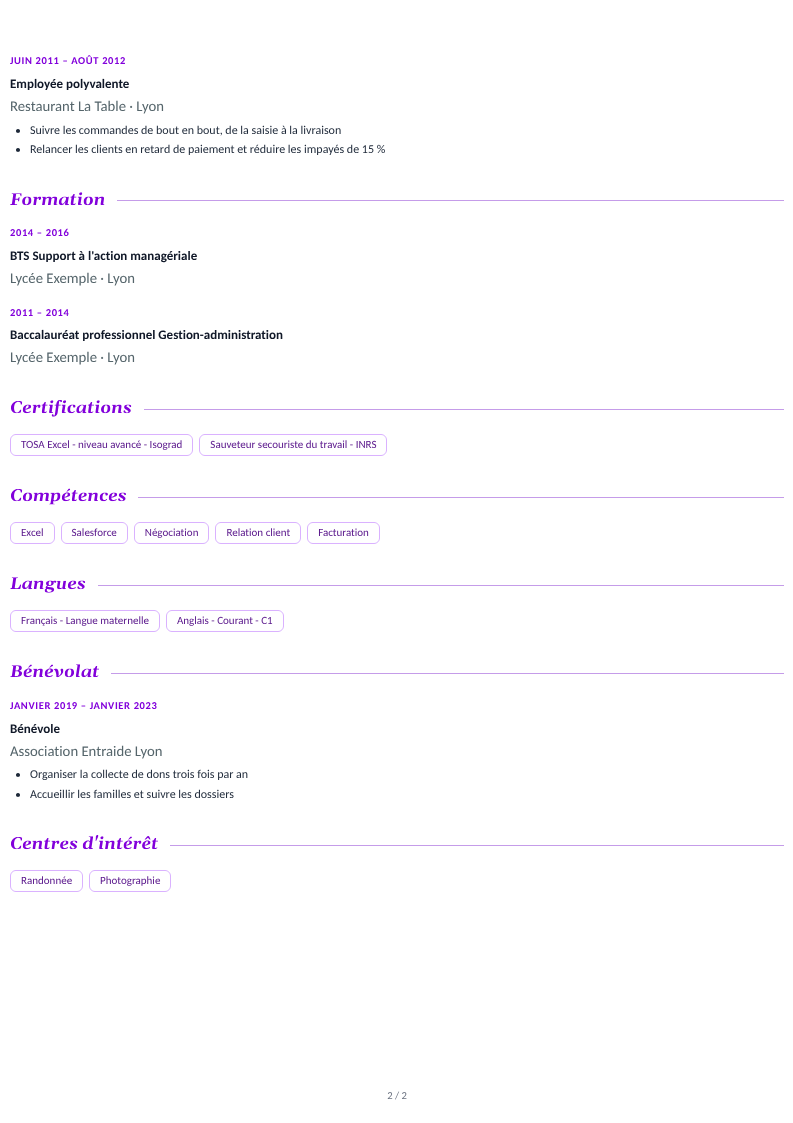 JUIN 2011 – AOÛT 2012
Employée polyvalente
Restaurant La Table · Lyon
• Suivre les commandes de bout en bout, de la saisie à la livraison
• Relancer les clients en retard de paiement et réduire les impayés de 15 %
Formation
2014 – 2016
BTS Support à l'action managériale
Lycée Exemple · Lyon
2011 – 2014
Baccalauréat professionnel Gestion-administration
Lycée Exemple · Lyon
Certifications
TOSA Excel - niveau avancé - Isograd
Sauveteur secouriste du travail - INRS
Compétences
Excel
Salesforce
Négociation
Relation client
Facturation
Langues
Français - Langue maternelle
Anglais - Courant - C1
Bénévolat
JANVIER 2019 – JANVIER 2023
Bénévole
Association Entraide Lyon
• Organiser la collecte de dons trois fois par an
• Accueillir les familles et suivre les dossiers
Centres d'intérêt
Randonnée
Photographie
2 / 2